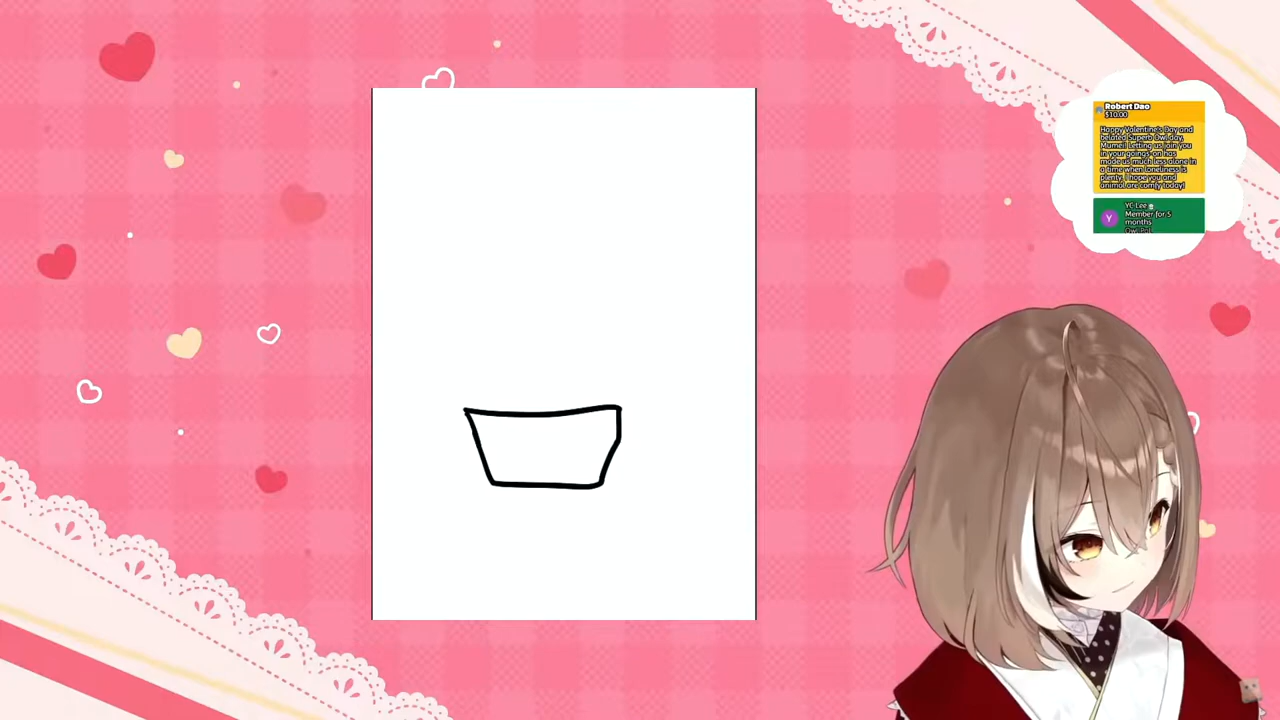 Robert Dao
$10.00
Happy Valentine's Day and
belated Superb Owl day,
Mumei! Letting us join you
in your goings-on has
made us much less alone in
a time when loneliness is
plenty. I hope you and
animal are comfy today!
Y
YC Lee
Member for 5
months